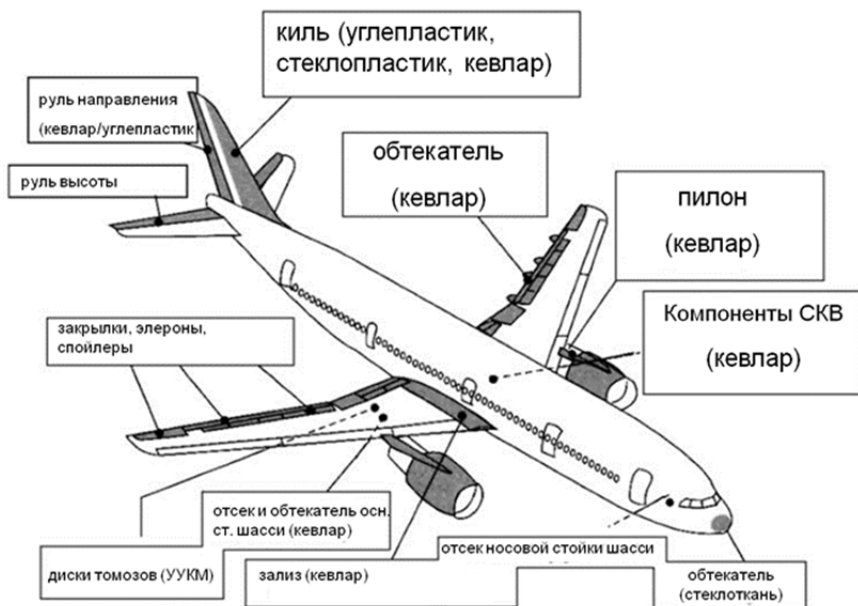 киль (углепластик,
стеклопластик, кевлар)
руль направления
(кевлар/углепластик
руль высоты
обтекатель
(кевлар)
пилон
(кевлар)
Компоненты СКВ
(кевлар)
закрылки, элероны,
спойлеры
отсек и обтекатель осн.
ст. шасси (кевлар)
диски томозов (УУКМ)
зализ (кевлар)
отсек носовой стойки шасси
обтекатель
(стеклоткань)